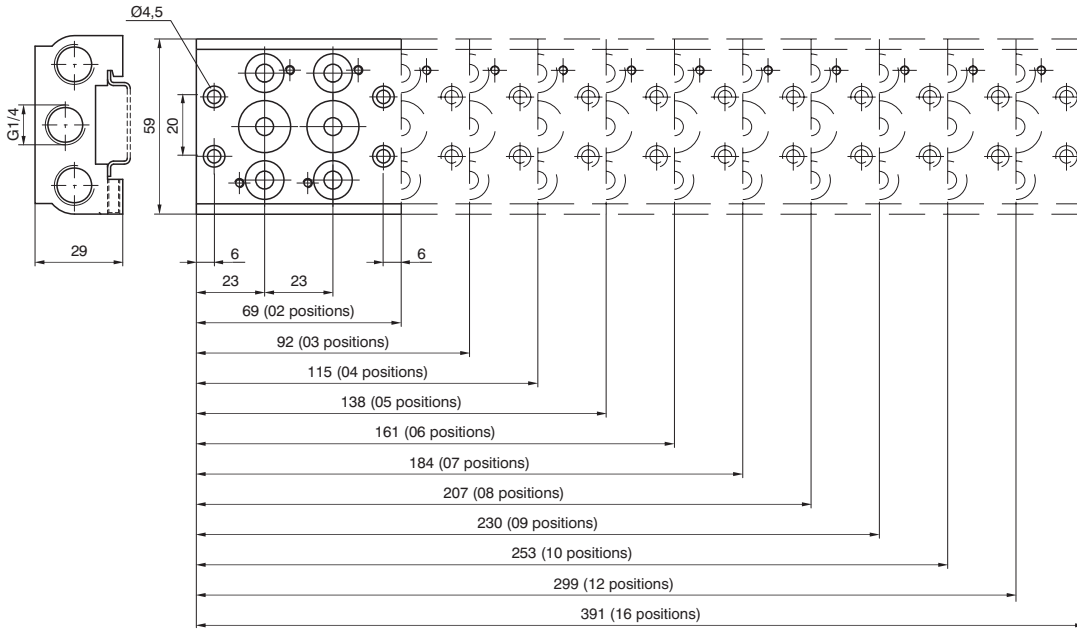 Ø4,5
G1/4
20
59
29
6
6
23
23
69 (02 positions)
92 (03 positions)
115 (04 positions)
138 (05 positions)
161 (06 positions)
184 (07 positions)
207 (08 positions)
230 (09 positions)
253 (10 positions)
299 (12 positions)
391 (16 positions)